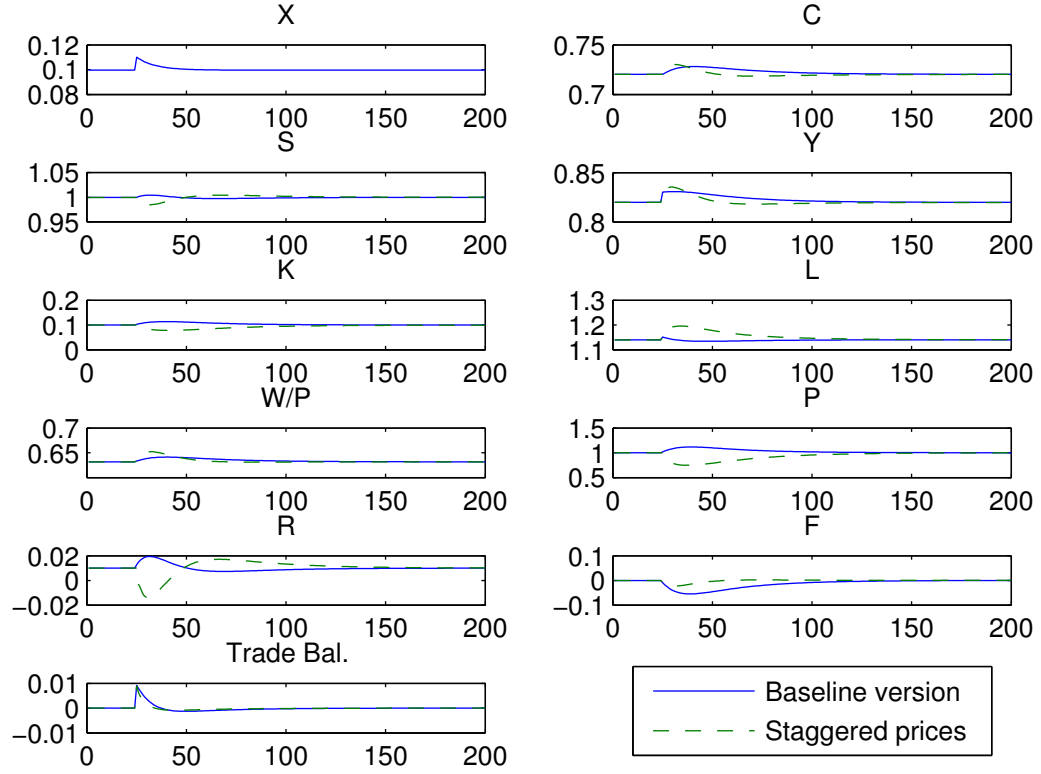 X
0.12
0.1
0.08
0 50 100 150 200
C
0.75
0.7
0 50 100 150 200
S
1.05
1
0.95
0 50 100 150 200
Y
0.85
0.8
0 50 100 150 200
K
0.2
0.1
0
0 50 100 150 200
L
1.3
1.2
1.1
0 50 100 150 200
W/P
0.7
0.65
0 50 100 150 200
P
1.5
1
0.5
0 50 100 150 200
R
0.02
0
−0.02
0 50 100 150 200
F
0.1
0
−0.1
0 50 100 150 200
Trade Bal.
0.01
0
−0.01
0 50 100 150 200
Baseline version
Staggered prices